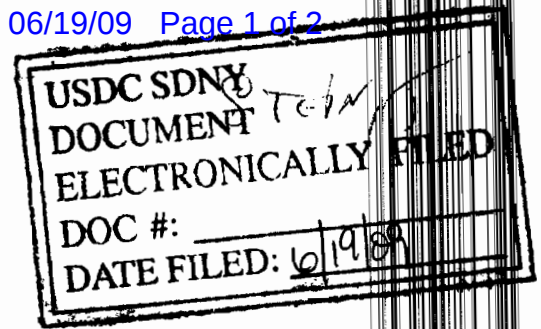 06/19/09 Page 1 of 2
USDC SDNY
DOCUMENT
ELECTRONICALLY FILED
DOC #:
DATE FILED: 6/19/09